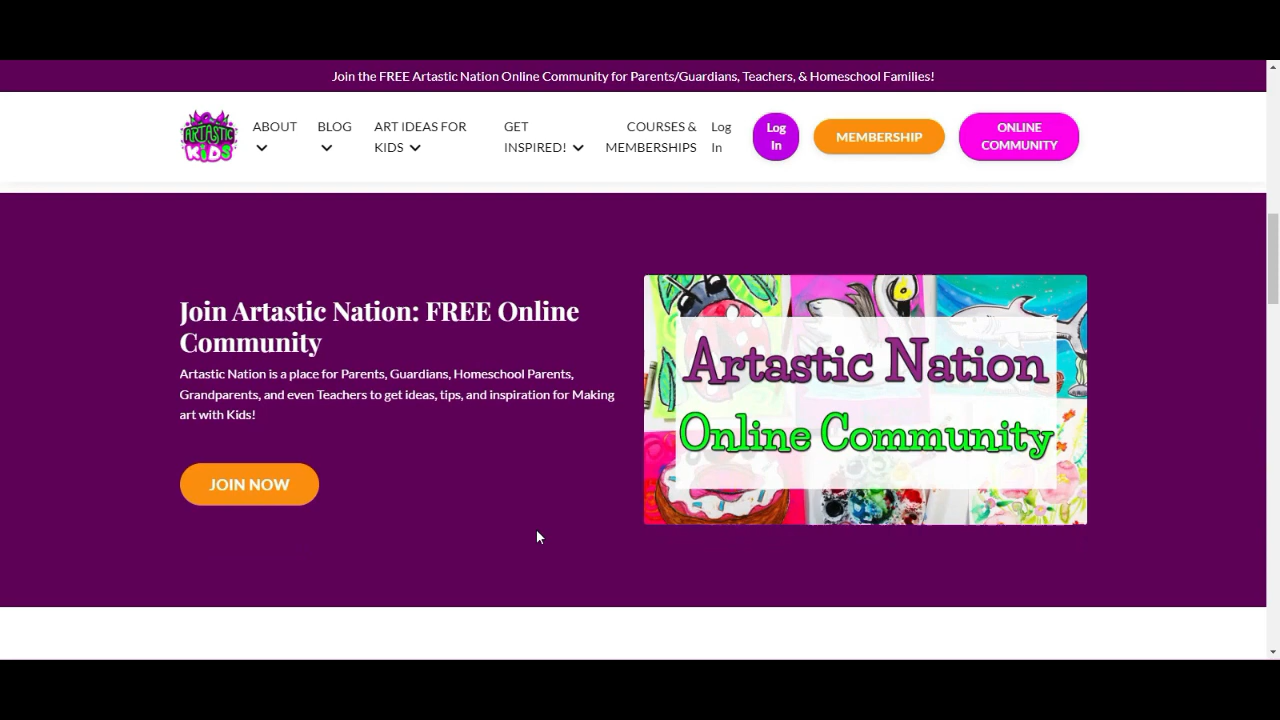 Join the FREE Artastic Nation Online Community for Parents/Guardians, Teachers, & Homeschool Families!
ARTASTIC
KiDS
ABOUT
BLOG
ART IDEAS FOR
KIDS
GET
INSPIRED!
COURSES &
MEMBERSHIPS
Log
In
Log
In
MEMBERSHIP
ONLINE
COMMUNITY
Join Artastic Nation: FREE Online
Community
Artastic Nation is a place for Parents, Guardians, Homeschool Parents,
Grandparents, and even Teachers to get ideas, tips, and inspiration for Making
art with Kids!
JOIN NOW
Artastic Nation
Online Community